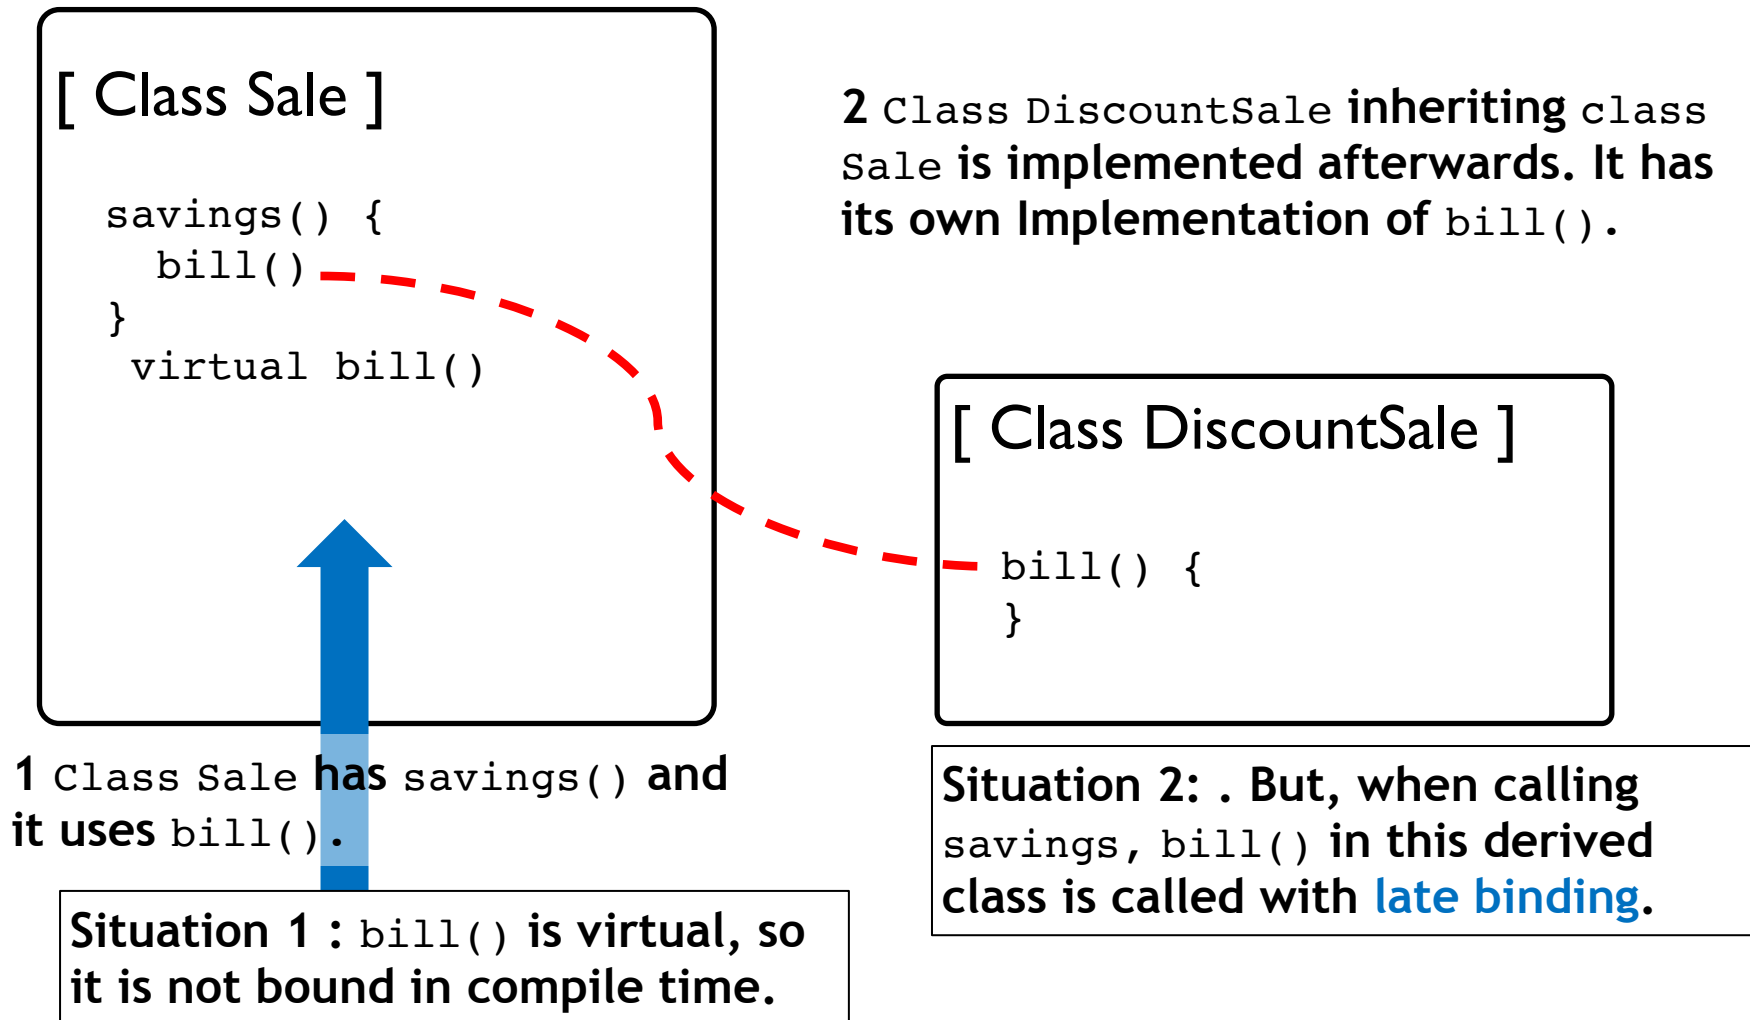 [ Class Sale ]
savings() {
bill()
}
virtual bill()
2 Class DiscountSale inheriting class
Sale is implemented afterwards. It has
its own Implementation of bill().
[ Class DiscountSale ]
bill() {
}
1 Class Sale has savings() and
it uses bill().
Situation 1 : bill() is virtual, so
it is not bound in compile time.
Situation 2: . But, when calling
savings, bill() in this derived
class is called with late binding.